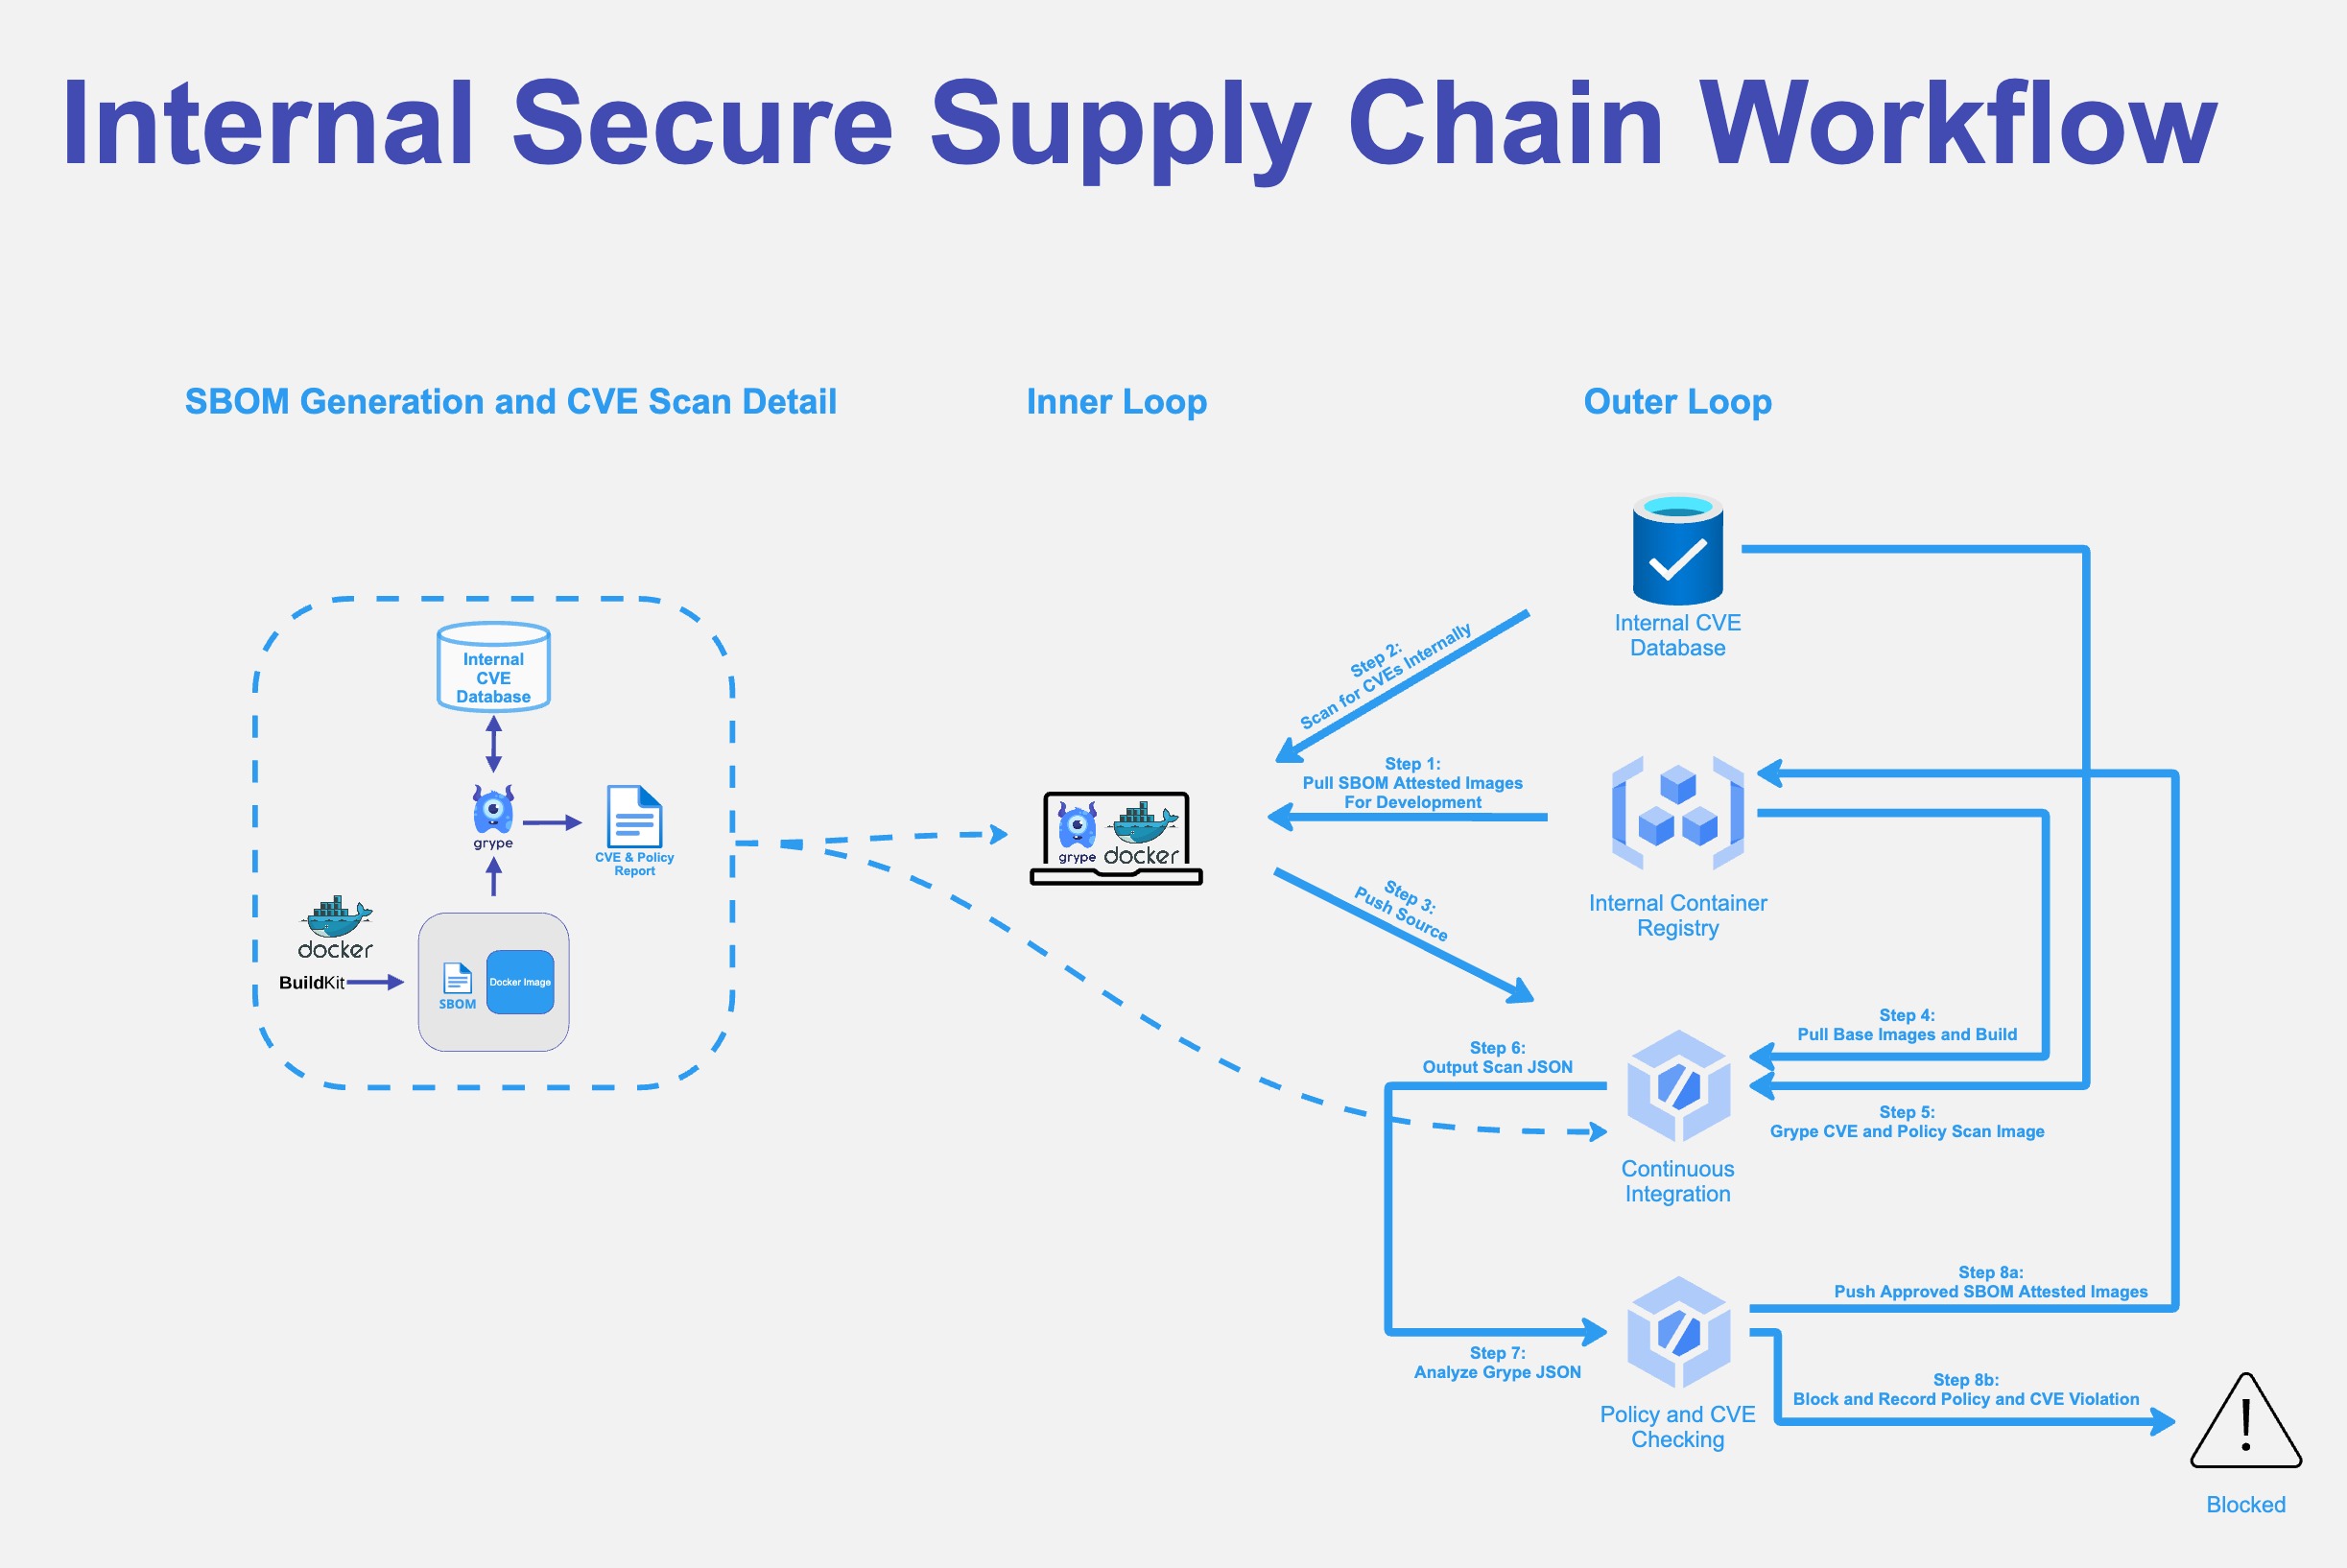 Internal Secure Supply Chain Workflow
SBOM Generation and CVE Scan Detail
Inner Loop
Outer Loop
Internal
CVE
Database
grype
CVE & Policy
Report
docker
BuildKit
SBOM
Docker Image
grype
docker
Step 2:
Scan for CVEs Internally
Step 1:
Pull SBOM Attested Images
For Development
Step 3:
Push Source
Internal CVE
Database
Internal Container
Registry
Step 4:
Pull Base Images and Build
Step 6:
Output Scan JSON
Step 5:
Grype CVE and Policy Scan Image
Continuous
Integration
Step 8a:
Push Approved SBOM Attested Images
Step 7:
Analyze Grype JSON
Step 8b:
Block and Record Policy and CVE Violation
Policy and CVE
Checking
Blocked